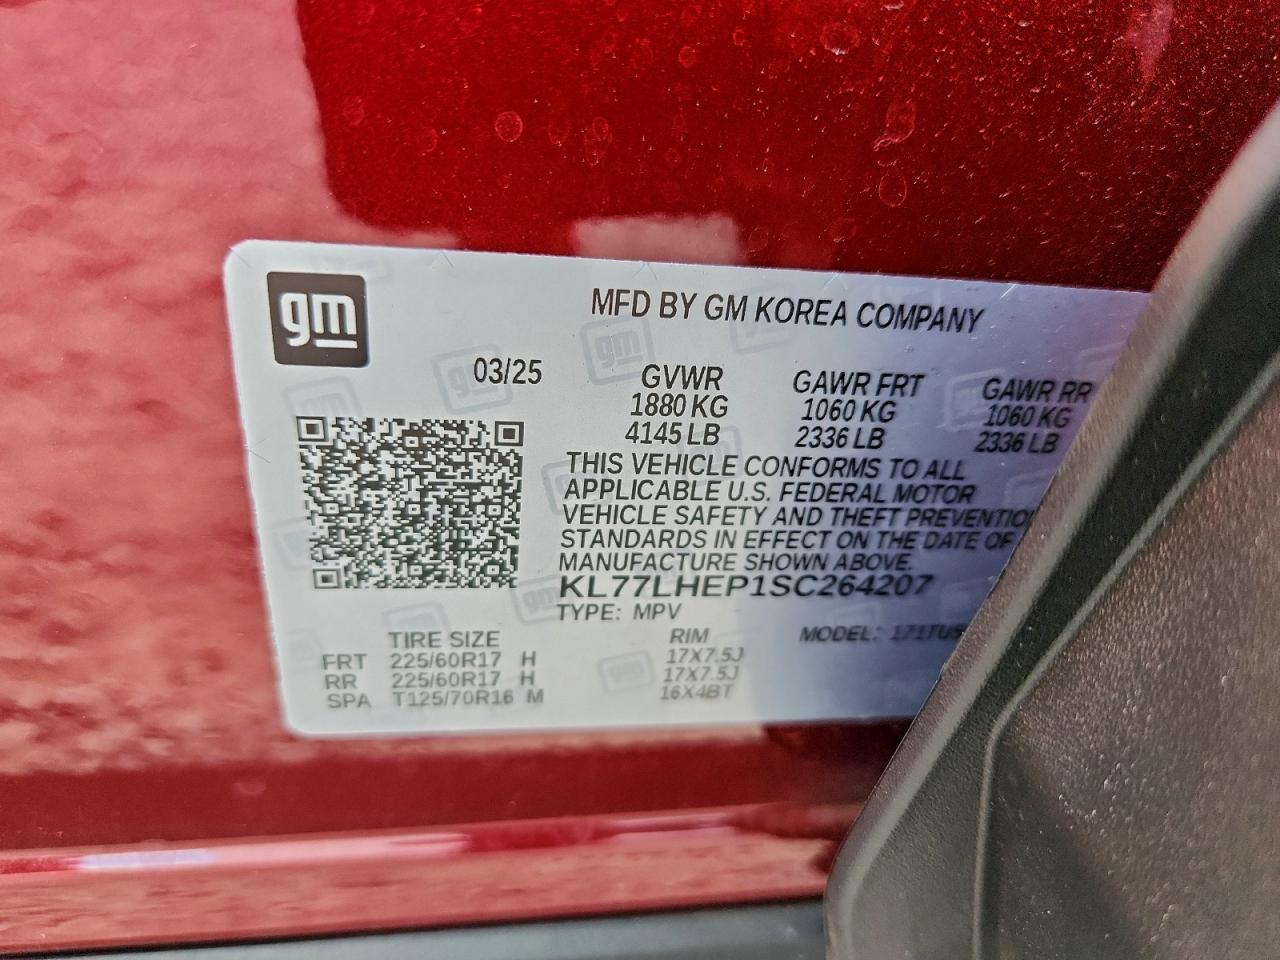 gm
MFD BY GM KOREA COMPANY
03/25 GVWR GAWR FRT GAWR RR
1880 KG 1060 KG 1060 KG
4145 LB 2336 LB 2336 LB
THIS VEHICLE CONFORMS TO ALL
APPLICABLE U.S. FEDERAL MOTOR
VEHICLE SAFETY AND THEFT PREVENTION
STANDARDS IN EFFECT ON THE DATE OF
MANUFACTURE SHOWN ABOVE.
KL77LHEP1SC264207
TYPE: MPV
TIRE SIZE RIM MODEL:
FRT 225/60R17 H 17X7.5J
RR 225/60R17 H 17X7.5J
SPA T125/70R16 M 16X4BT